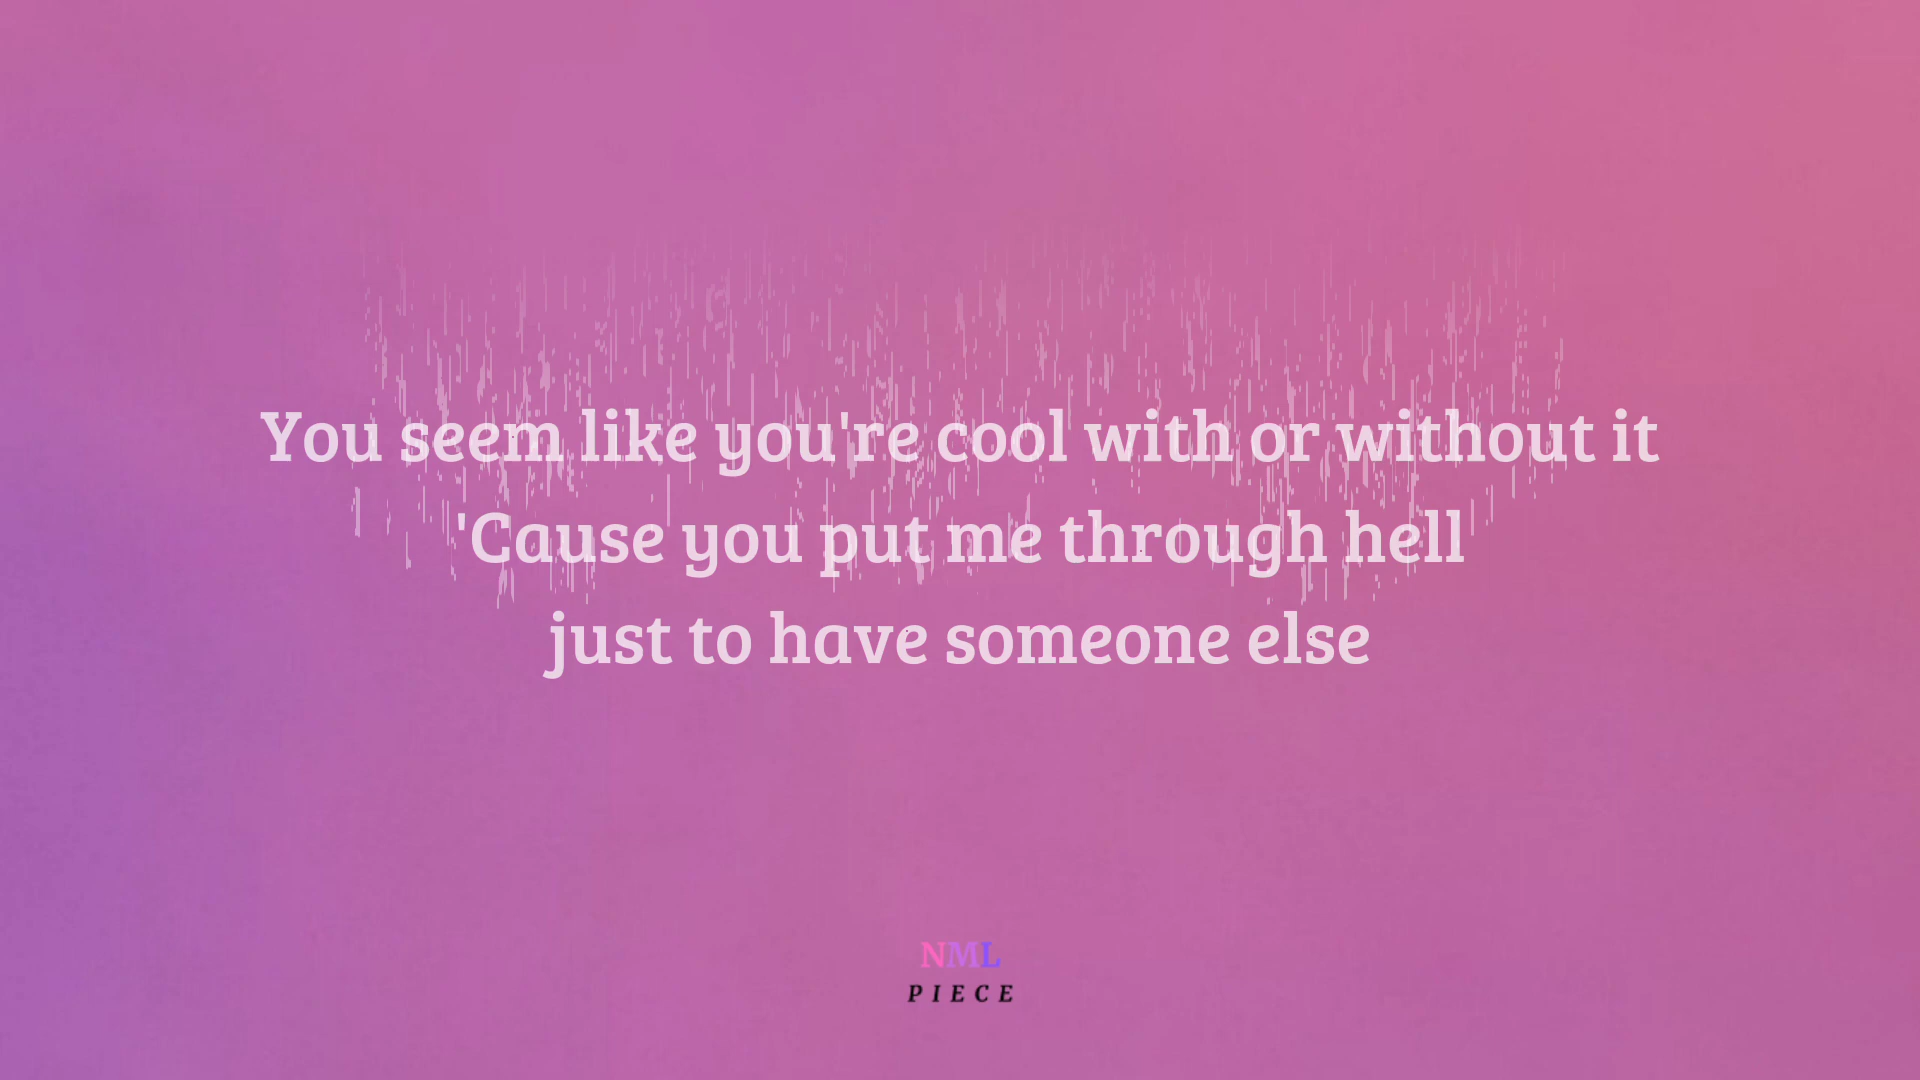 You seem like you're cool with or without it
'Cause you put me through hell
just to have someone else
NML
PIECE